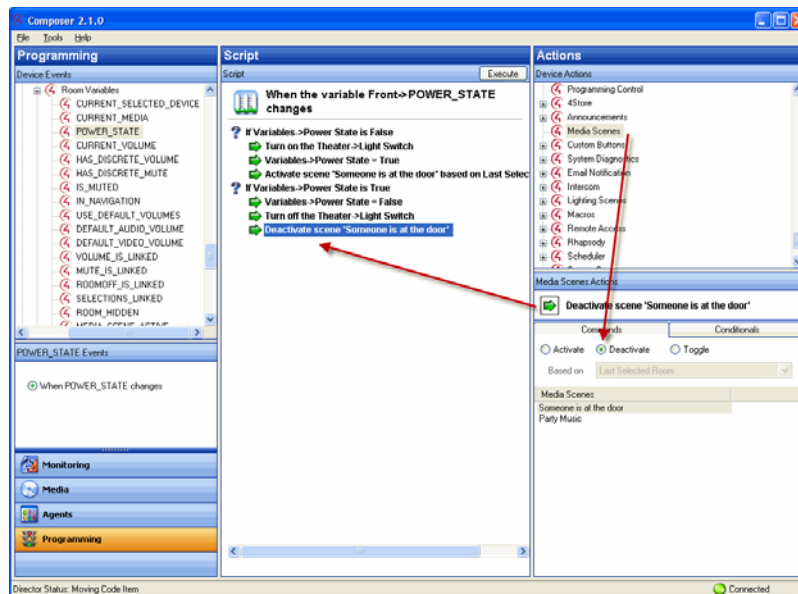 Composer 2.1.0
File Tools Help
Programming
Device Events
Room Variables
CURRENT_SELECTED_DEVICE
CURRENT_MEDIA
POWER_STATE
CURRENT_VOLUME
HAS_DISCRETE_VOLUME
HAS_DISCRETE_MUTE
IS_MUTED
IN_NAVIGATION
USE_DEFAULT_VOLUMES
DEFAULT_AUDIO_VOLUME
DEFAULT_VIDEO_VOLUME
VOLUME_IS_LINKED
MUTE_IS_LINKED
ROOMOFF_IS_LINKED
SELECTIONS_LINKED
ROOM_HIDDEN
MEDIA_SCENE_ACTIVE
POWER_STATE Events
When POWER_STATE changes
Monitoring
Media
Agents
Programming
Script
Script Execute
When the variable Front->POWER_STATE
changes
If Variables->Power State is False
Turn on the Theater->Light Switch
Variables->Power State = True
Activate scene 'Someone is at the door' based on Last Selec
If Variables->Power State is True
Variables->Power State = False
Turn off the Theater->Light Switch
Deactivate scene 'Someone is at the door'
Actions
Device Actions
Programming Control
4Store
Announcements
Media Scenes
Custom Buttons
System Diagnostics
Email Notification
Intercom
Lighting Scenes
Macros
Remote Access
Rhapsody
Scheduler
Media Scenes Actions
Deactivate scene 'Someone is at the door'
Commands Conditionals
Activate Deactivate Toggle
Based on Last Selected Room
Media Scenes
Someone is at the door
Party Music
Director Status: Moving Code Item
Connected